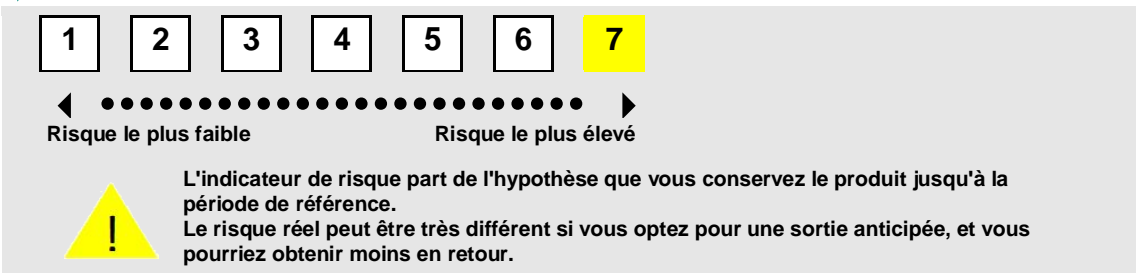 1 2 3 4 5 6 7
Risque le plus faible Risque le plus élevé
L'indicateur de risque part de l'hypothèse que vous conservez le produit jusqu'à la
période de référence.
Le risque réel peut être très différent si vous optez pour une sortie anticipée, et vous
pourriez obtenir moins en retour.
!